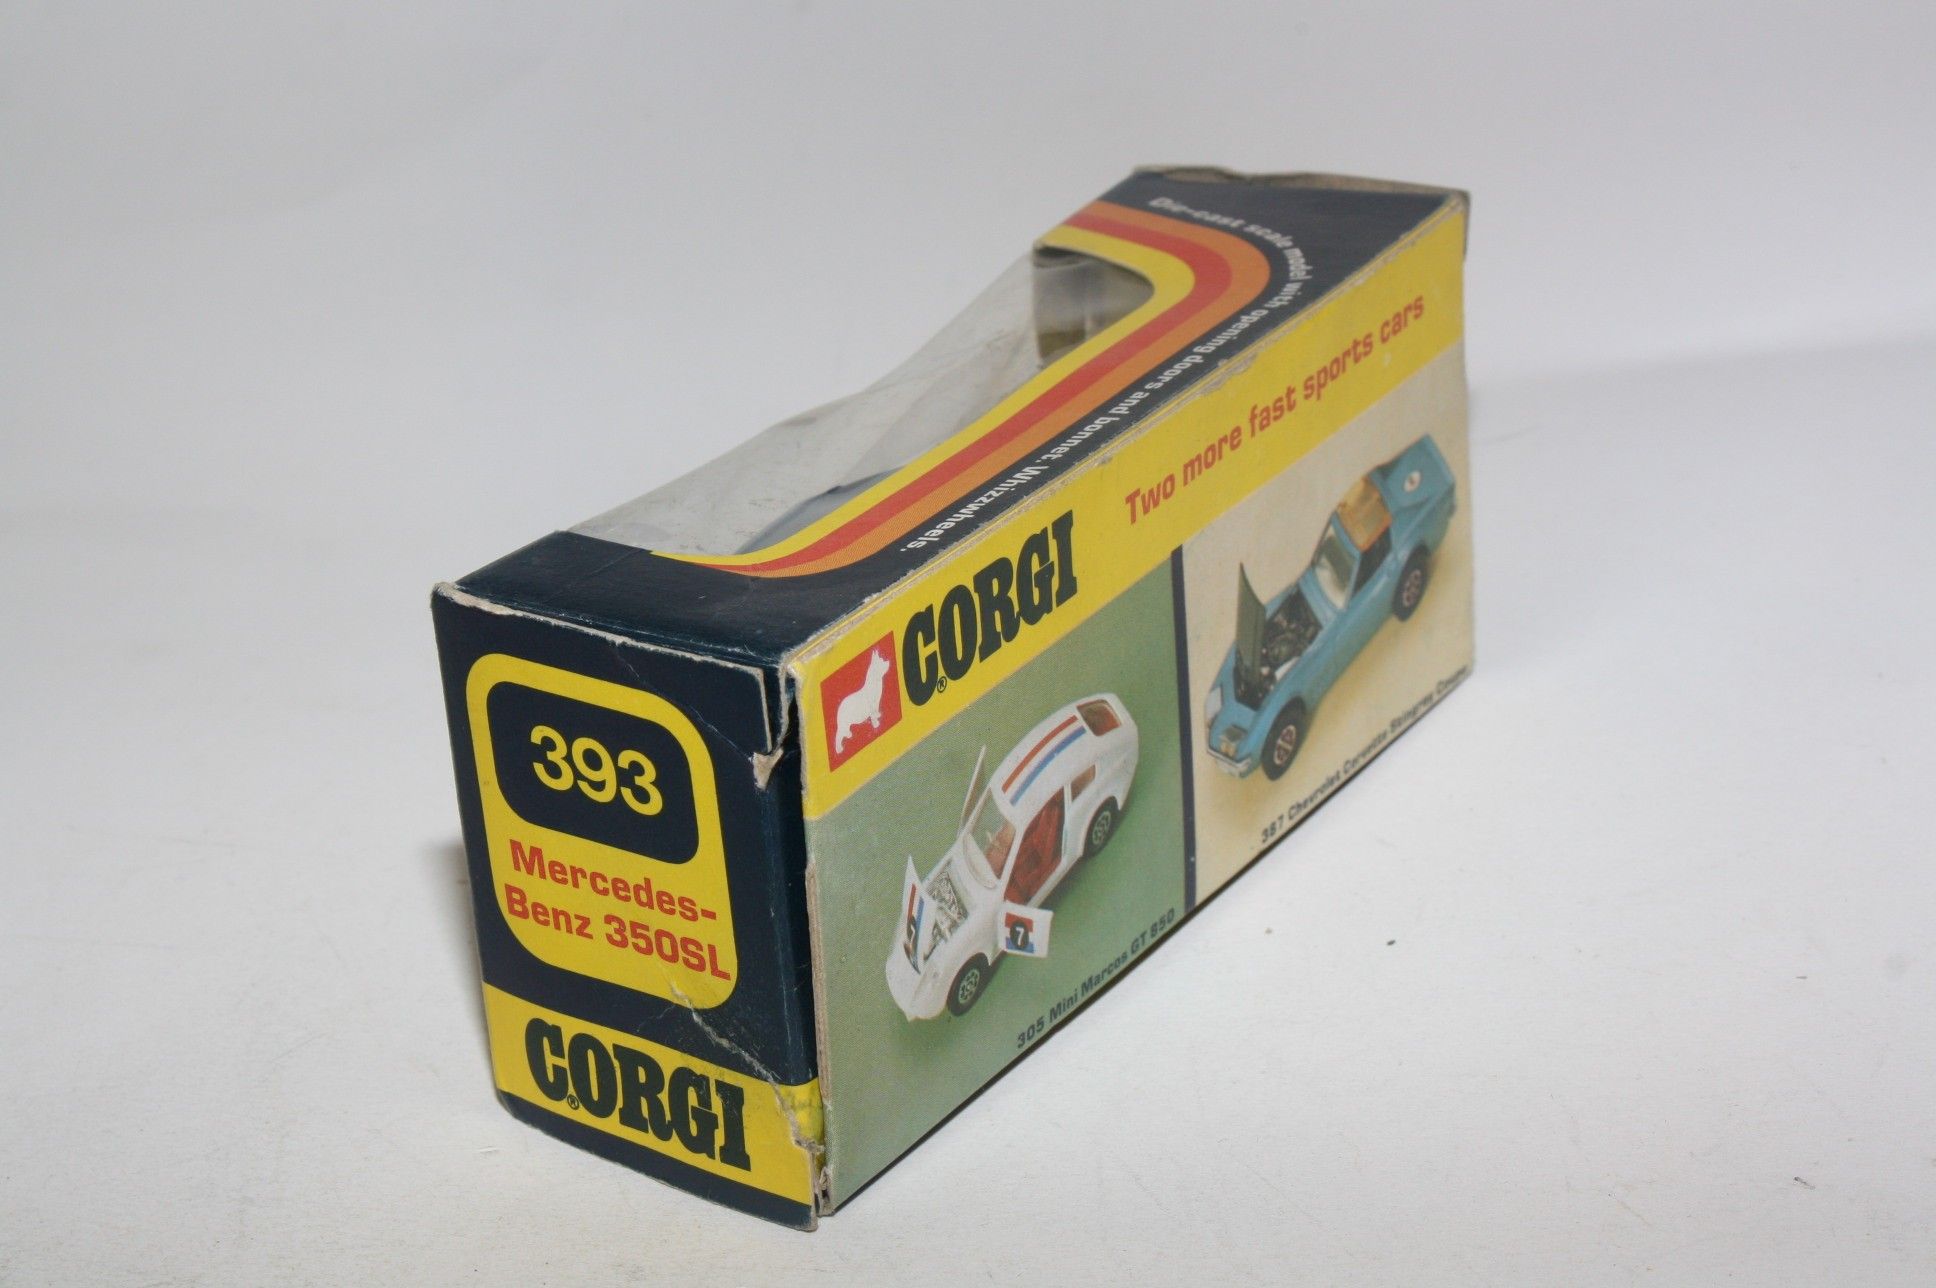 Die-cast scale model with opening doors and bonnet. Whizzwheels.
Two more fast sports cars
CORGI
®
387 Chevrolet Corvette Stingray Coupe
7
305 Mini Marcos GT 850
393
Mercedes-
Benz 350SL
CORGI
®